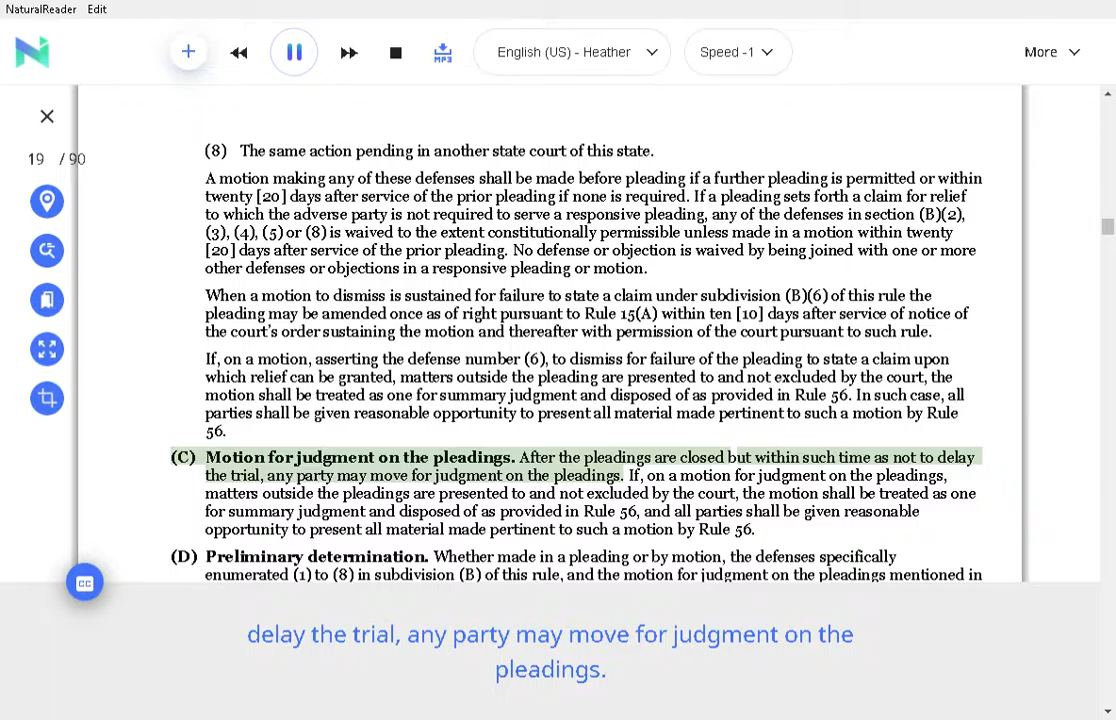 NaturalReader Edit
MP3
English (US) - Heather
Speed -1
More
19 / 90
(8) The same action pending in another state court of this state.
A motion making any of these defenses shall be made before pleading if a further pleading is permitted or within
twenty [20] days after service of the prior pleading if none is required. If a pleading sets forth a claim for relief
to which the adverse party is not required to serve a responsive pleading, any of the defenses in section (B)(2),
(3), (4), (5) or (8) is waived to the extent constitutionally permissible unless made in a motion within twenty
[20] days after service of the prior pleading. No defense or objection is waived by being joined with one or more
other defenses or objections in a responsive pleading or motion.
When a motion to dismiss is sustained for failure to state a claim under subdivision (B)(6) of this rule the
pleading may be amended once as of right pursuant to Rule 15(A) within ten [10] days after service of notice of
the court's order sustaining the motion and thereafter with permission of the court pursuant to such rule.
If, on a motion, asserting the defense number (6), to dismiss for failure of the pleading to state a claim upon
which relief can be granted, matters outside the pleading are presented to and not excluded by the court, the
motion shall be treated as one for summary judgment and disposed of as provided in Rule 56. In such case, all
parties shall be given reasonable opportunity to present all material made pertinent to such a motion by Rule
56.
(C) Motion for judgment on the pleadings. After the pleadings are closed but within such time as not to delay
the trial, any party may move for judgment on the pleadings. If, on a motion for judgment on the pleadings,
matters outside the pleadings are presented to and not excluded by the court, the motion shall be treated as one
for summary judgment and disposed of as provided in Rule 56, and all parties shall be given reasonable
opportunity to present all material made pertinent to such a motion by Rule 56.
(D) Preliminary determination. Whether made in a pleading or by motion, the defenses specifically
enumerated (1) to (8) in subdivision (B) of this rule, and the motion for judgment on the pleadings mentioned in
CC
delay the trial, any party may move for judgment on the
pleadings.